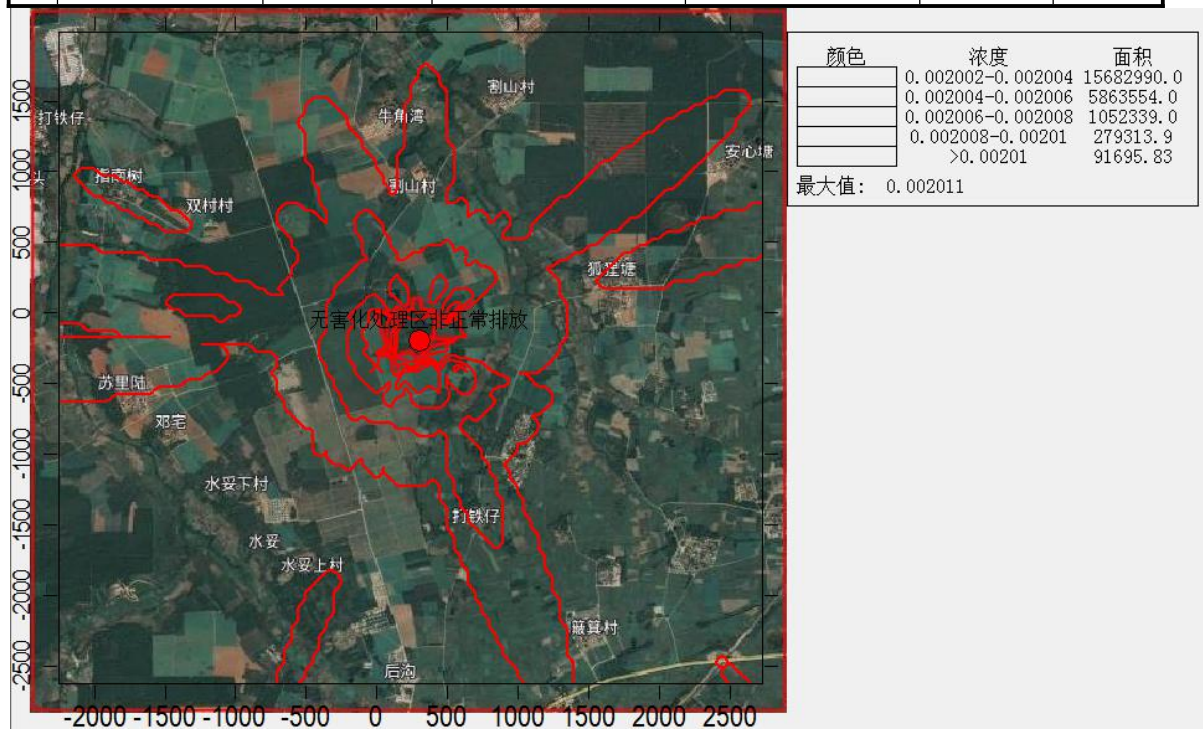 颜色 浓度 面积
0.002002-0.002004 15682990.0
0.002004-0.002006 5863554.0
0.002006-0.002008 1052339.0
0.002008-0.00201 279313.9
>0.00201 91695.83
最大值: 0.002011
割山村
牛角湾
打铁仔
安心塘
头
指南树
割山村
双村村
狐狸塘
无害化处理区非正常排放
苏里陆
邓宅
水妥下村
打铁仔
水妥
水妥上村
簸箕村
后沟
1500
1000
500
0
-500
-1000
-1500
-2000
-2500
-2000 -1500 -1000 -500 0 500 1000 1500 2000 2500